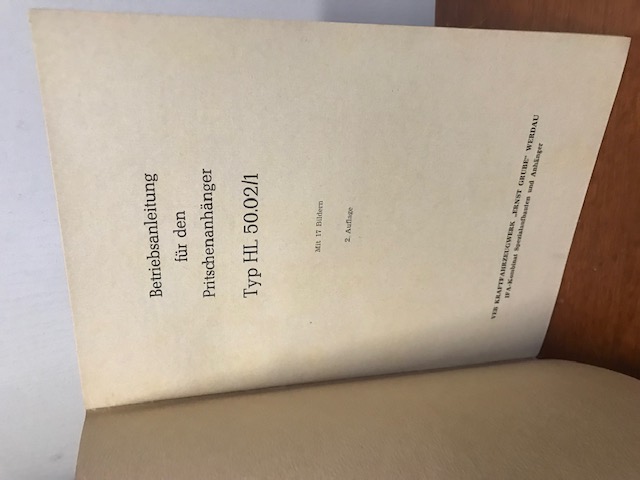 Betriebsanleitung
für den
Pritschenanhänger
Typ HL 50.02/1
Mit 17 Bildern
2. Auflage
VEB KRAFTFAHRZEUGWERK „ERNST GRUBE“ WERDAU
IFA-Kombinat Spezialaufbauten und Anhänger